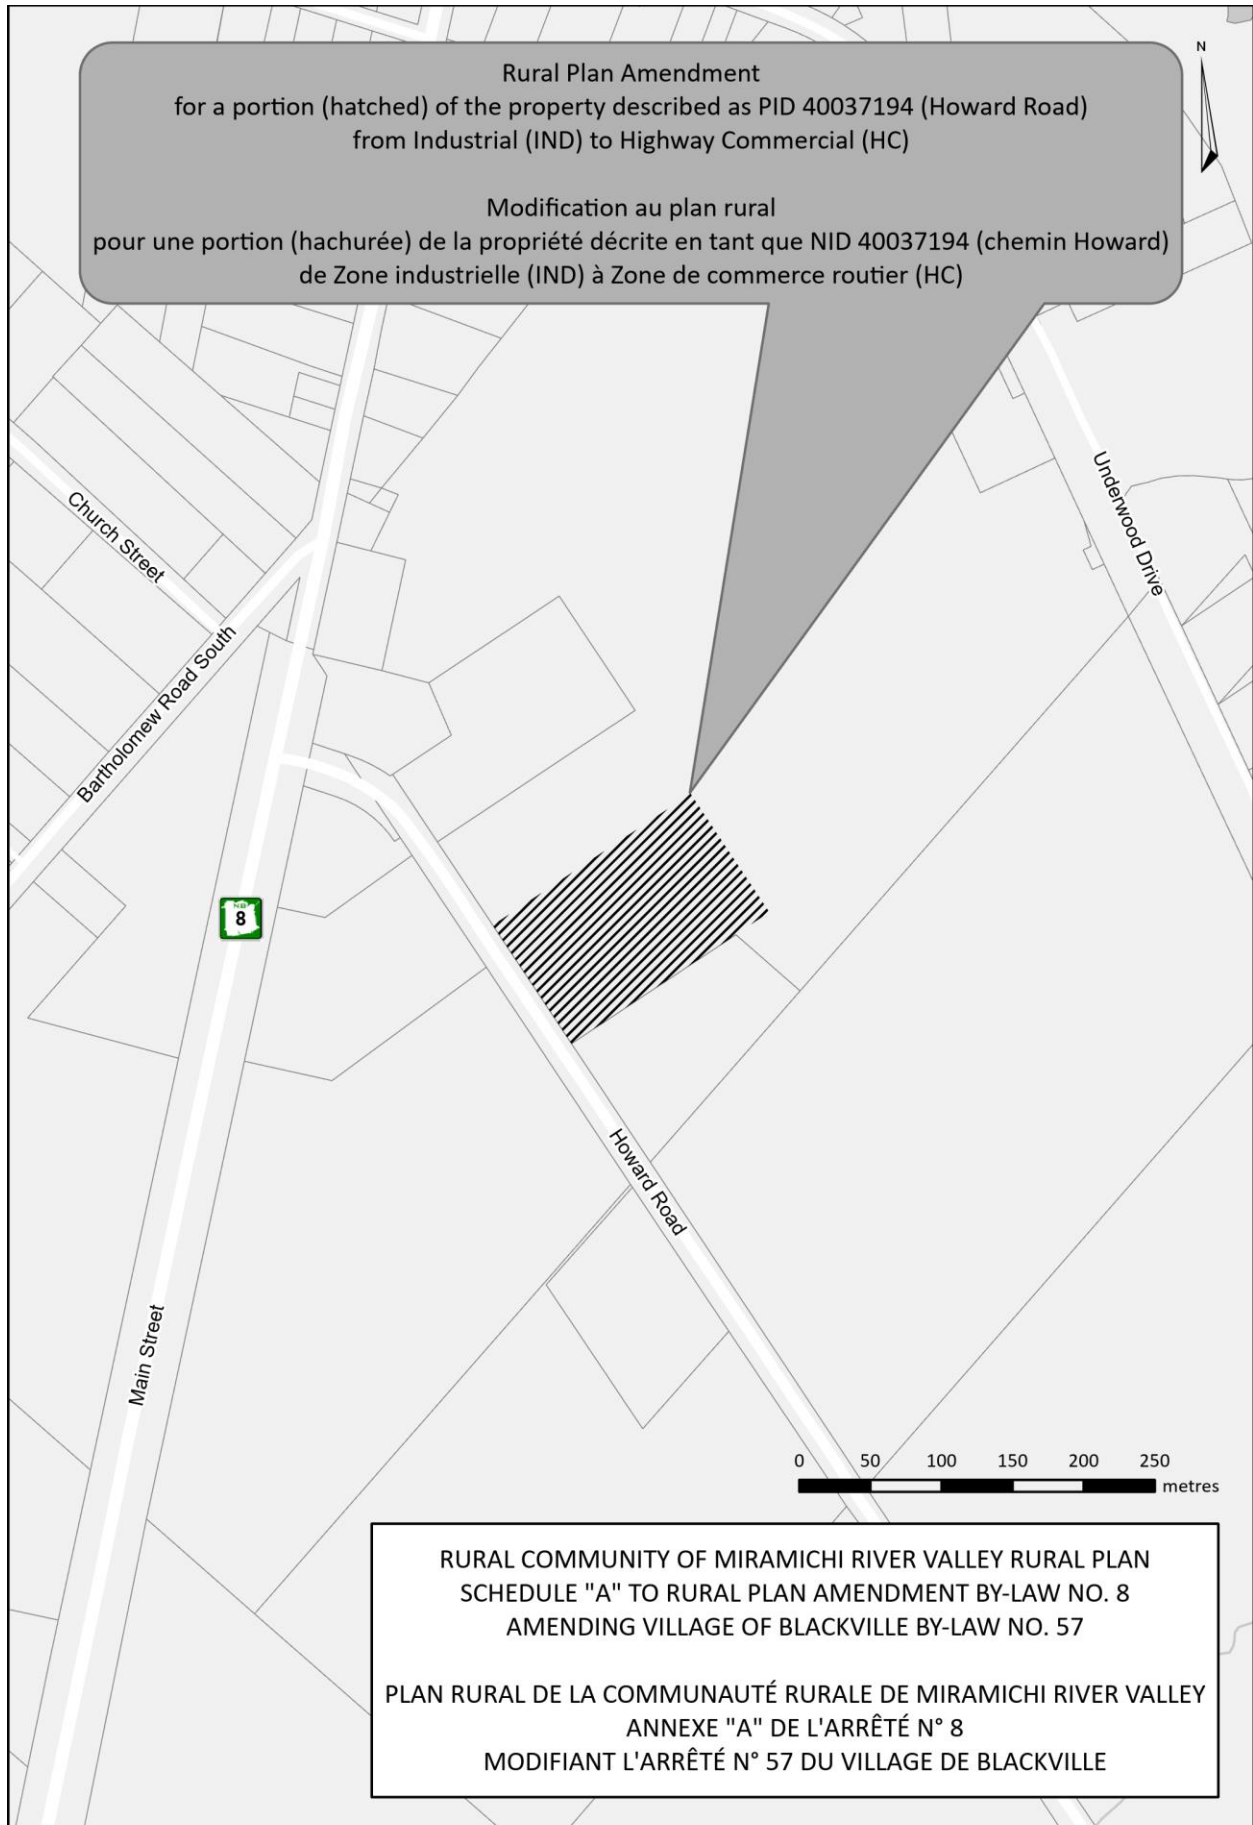 N
Rural Plan Amendment
for a portion (hatched) of the property described as PID 40037194 (Howard Road)
from Industrial (IND) to Highway Commercial (HC)
Modification au plan rural
pour une portion (hachurée) de la propriété décrite en tant que NID 40037194 (chemin Howard)
de Zone industrielle (IND) à Zone de commerce routier (HC)
Church Street
Underwood Drive
Bartholomew Road South
NB
8
Howard Road
Main Street
0 50 100 150 200 250
metres
RURAL COMMUNITY OF MIRAMICHI RIVER VALLEY RURAL PLAN
SCHEDULE "A" TO RURAL PLAN AMENDMENT BY-LAW NO. 8
AMENDING VILLAGE OF BLACKVILLE BY-LAW NO. 57
PLAN RURAL DE LA COMMUNAUTÉ RURALE DE MIRAMICHI RIVER VALLEY
ANNEXE "A" DE L'ARRÊTÉ N° 8
MODIFIANT L'ARRÊTÉ N° 57 DU VILLAGE DE BLACKVILLE